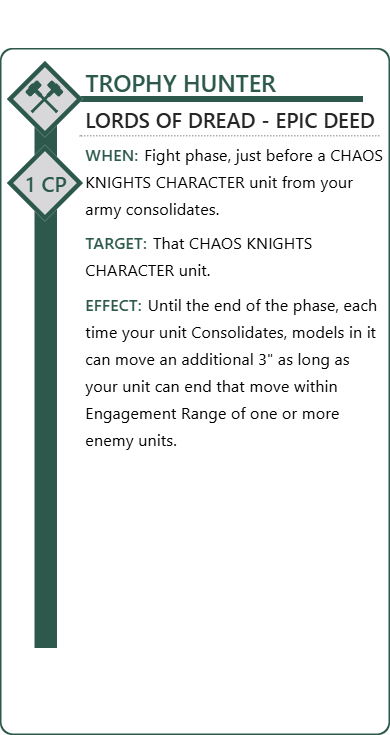 TROPHY HUNTER
LORDS OF DREAD - EPIC DEED
1 CP
WHEN: Fight phase, just before a CHAOS
KNIGHTS CHARACTER unit from your
army consolidates.
TARGET: That CHAOS KNIGHTS
CHARACTER unit.
EFFECT: Until the end of the phase, each
time your unit Consolidates, models in it
can move an additional 3" as long as
your unit can end that move within
Engagement Range of one or more
enemy units.